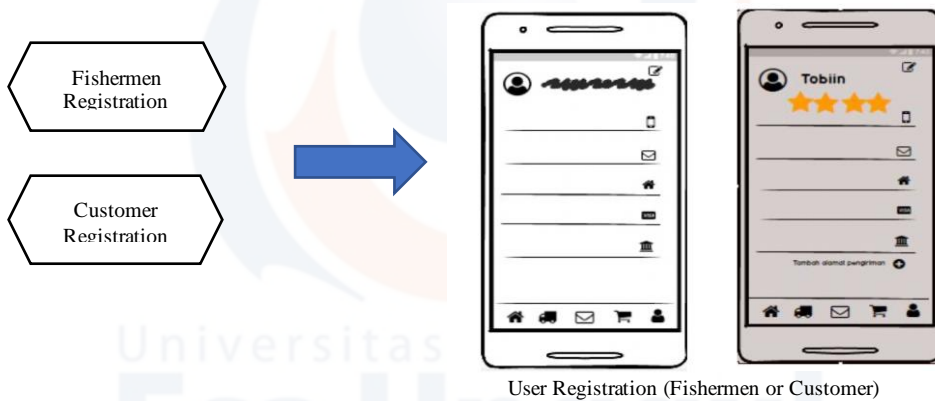 Fishermen
Registration
Customer
Registration
Tobiin
Tambah alamat pengiriman
User Registration (Fishermen or Customer)
Universitas